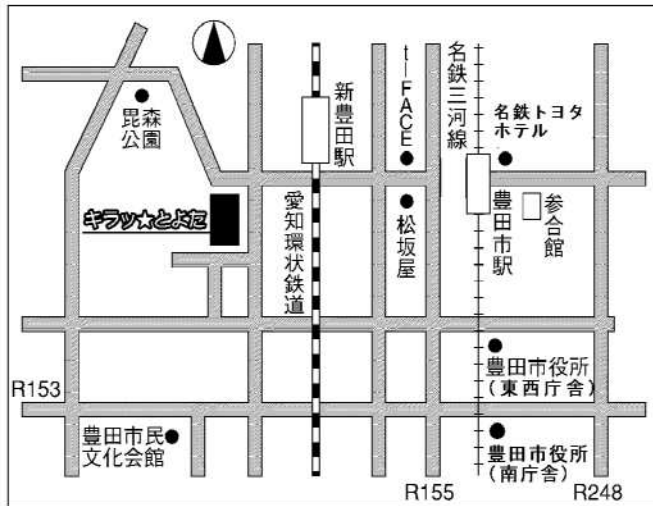 毘森
公園
キラッ★とよた
新豊田駅
愛知環状鉄道
t-FACE
松坂屋
名鉄三河線
名鉄トヨタ
ホテル
豊田市駅
参合館
R153
豊田市民
文化会館
豊田市役所
(東西庁舎)
豊田市役所
(南庁舎)
R155
R248